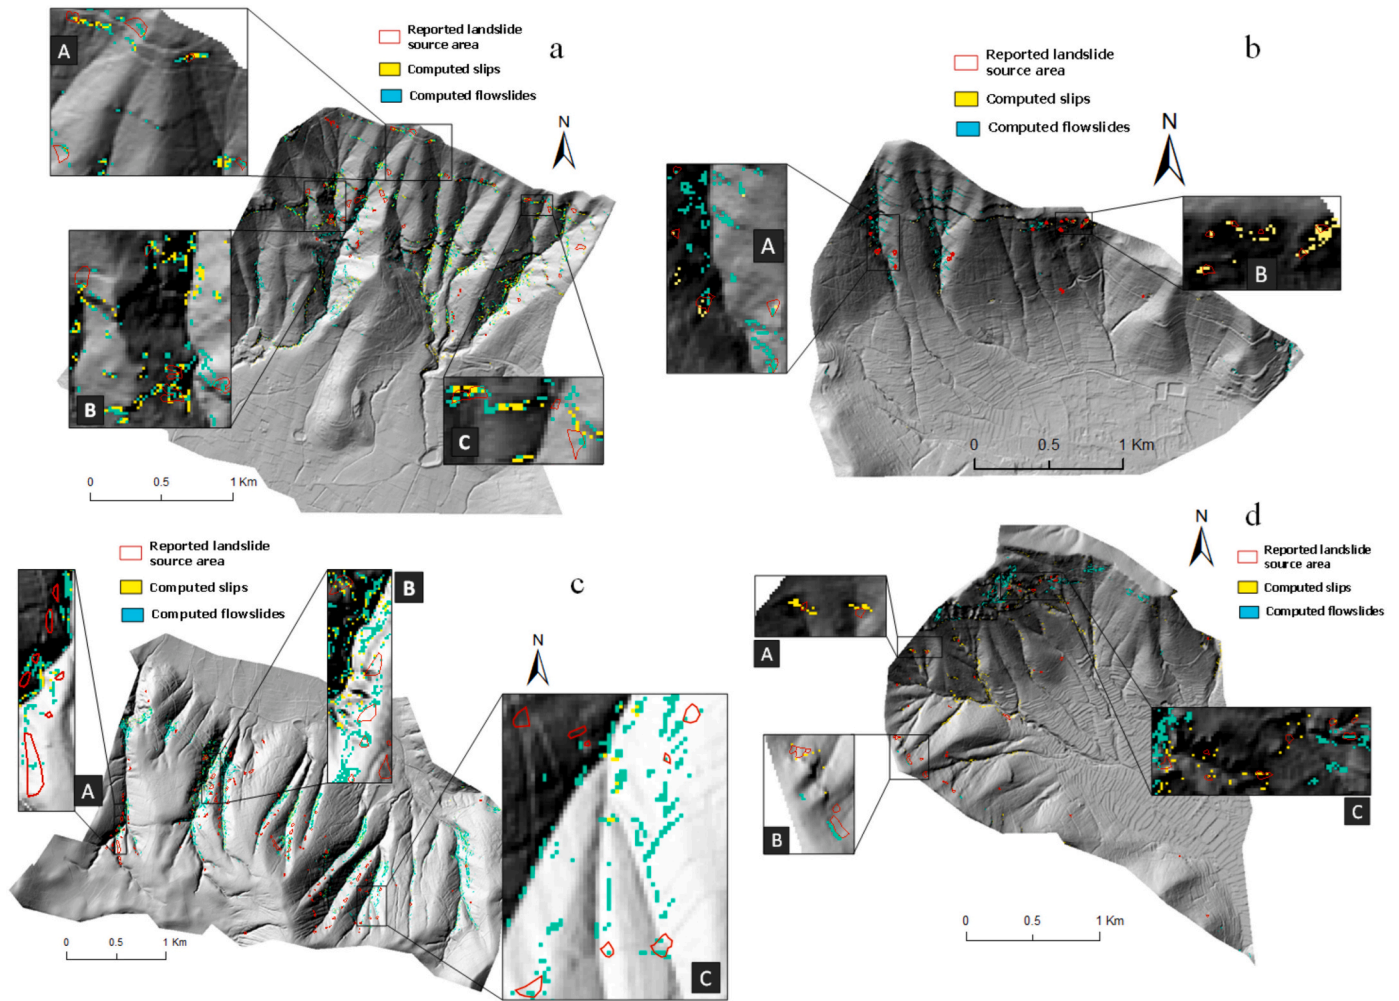 a
Reported landslide
source area
Computed slips
Computed flowslides
N
A
B
C
0
0.5
1 Km
b
Reported landslide
source area
Computed slips
Computed flowslides
N
A
B
0
0.5
1 Km
c
Reported landslide
source area
Computed slips
Computed flowslides
N
A
B
C
0
0.5
1 Km
d
Reported landslide
source area
Computed slips
Computed flowslides
N
A
B
C
0
0.5
1 Km